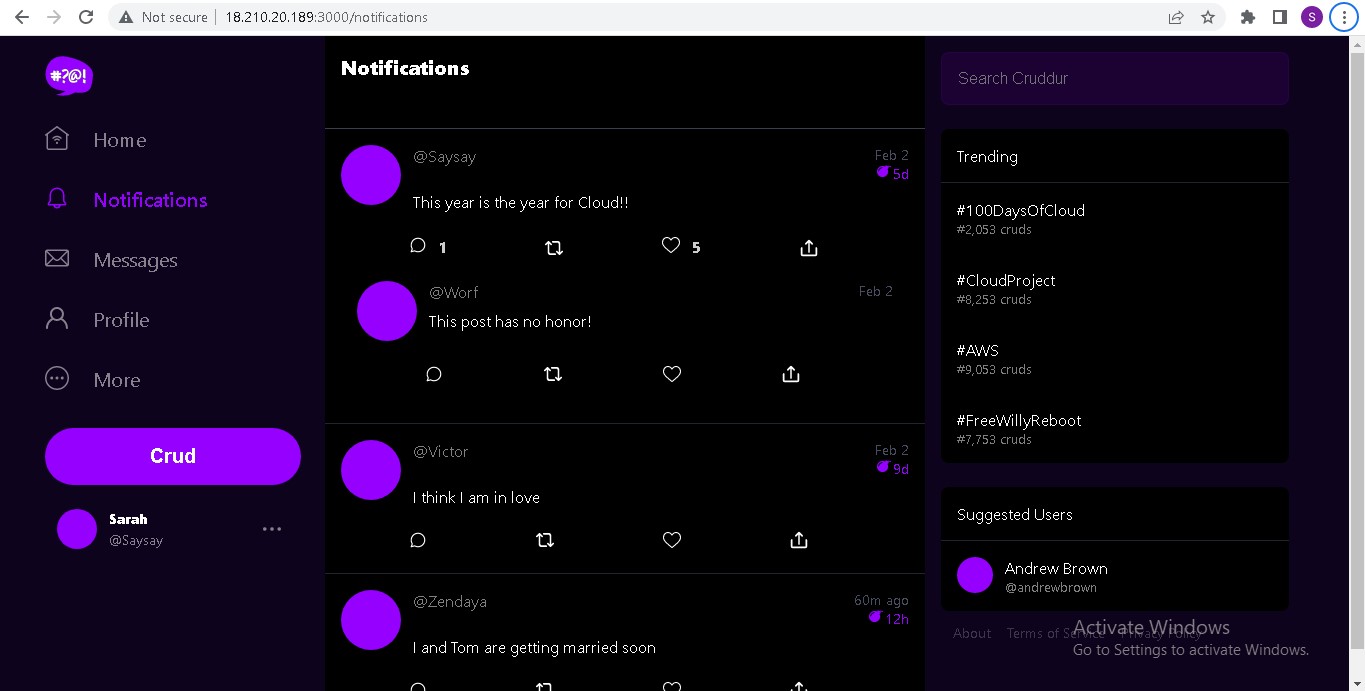 Not secure
18.210.20.189:3000/notifications
S
#?@!
Home
Notifications
Messages
Profile
More
Crud
Sarah
@Saysay
Notifications
@Saysay
Feb 2
5d
This year is the year for Cloud!!
1
5
@Worf
Feb 2
This post has no honor!
@Victor
Feb 2
9d
I think I am in love
@Zendaya
60m ago
12h
I and Tom are getting married soon
Search Cruddur
Trending
#100DaysOfCloud
#2,053 cruds
#CloudProject
#8,253 cruds
#AWS
#9,053 cruds
#FreeWillyReboot
#7,753 cruds
Suggested Users
Andrew Brown
@andrewbrown
About Terms of Service Privacy Policy
Activate Windows
Go to Settings to activate Windows.